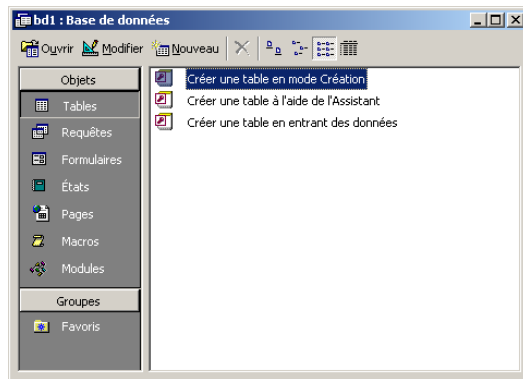 bd1 : Base de données
Ouvrir Modifier Nouveau
Objets
Tables
Requêtes
Formulaires
États
Pages
Macros
Modules
Groupes
Favoris
Créer une table en mode Création
Créer une table à l'aide de l'Assistant
Créer une table en entrant des données